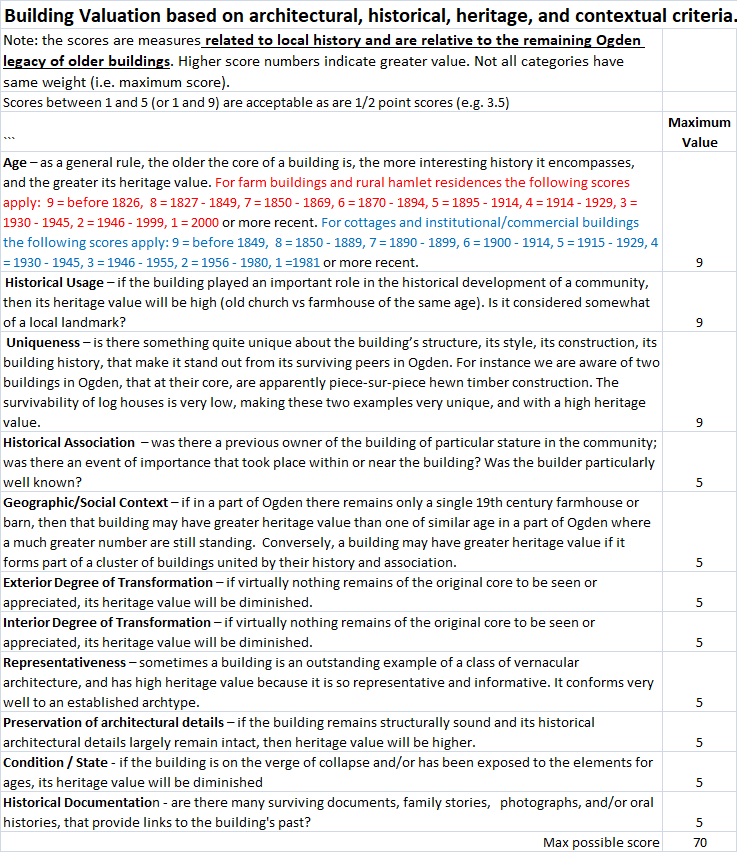 Building Valuation based on architectural, historical, heritage, and contextual criteria.
Note: the scores are measures related to local history and are relative to the remaining Ogden
legacy of older buildings. Higher score numbers indicate greater value. Not all categories have
same weight (i.e. maximum score).
Scores between 1 and 5 (or 1 and 9) are acceptable as are 1/2 point scores (e.g. 3.5)
Maximum
```
Value
Age – as a general rule, the older the core of a building is, the more interesting history it encompasses,
and the greater its heritage value. For farm buildings and rural hamlet residences the following scores
apply: 9 = before 1826, 8 = 1827 - 1849, 7 = 1850 - 1869, 6 = 1870 - 1894, 5 = 1895 - 1914, 4 = 1914 - 1929, 3 =
1930 - 1945, 2 = 1946 - 1999, 1 = 2000 or more recent. For cottages and institutional/commercial buildings
the following scores apply: 9 = before 1849, 8 = 1850 - 1889, 7 = 1890 - 1899, 6 = 1900 - 1914, 5 = 1915 - 1929, 4
= 1930 - 1945, 3 = 1946 - 1955, 2 = 1956 - 1980, 1 =1981 or more recent. 9
Historical Usage – if the building played an important role in the historical development of a community,
then its heritage value will be high (old church vs farmhouse of the same age). Is it considered somewhat
of a local landmark? 9
Uniqueness – is there something quite unique about the building's structure, its style, its construction, its
building history, that make it stand out from its surviving peers in Ogden. For instance we are aware of two
buildings in Ogden, that at their core, are apparently piece-sur-piece hewn timber construction. The
survivability of log houses is very low, making these two examples very unique, and with a high heritage
value. 9
Historical Association – was there a previous owner of the building of particular stature in the community;
was there an event of importance that took place within or near the building? Was the builder particularly
well known? 5
Geographic/Social Context – if in a part of Ogden there remains only a single 19th century farmhouse or
barn, then that building may have greater heritage value than one of similar age in a part of Ogden where
a much greater number are still standing. Conversely, a building may have greater heritage value if it
forms part of a cluster of buildings united by their history and association. 5
Exterior Degree of Transformation – if virtually nothing remains of the original core to be seen or
appreciated, its heritage value will be diminished. 5
Interior Degree of Transformation – if virtually nothing remains of the original core to be seen or
appreciated, its heritage value will be diminished. 5
Representativeness – sometimes a building is an outstanding example of a class of vernacular
architecture, and has high heritage value because it is so representative and informative. It conforms very
well to an established archtype. 5
Preservation of architectural details – if the building remains structurally sound and its historical
architectural details largely remain intact, then heritage value will be higher. 5
Condition / State - if the building is on the verge of collapse and/or has been exposed to the elements for
ages, its heritage value will be diminished 5
Historical Documentation - are there many surviving documents, family stories, photographs, and/or oral
histories, that provide links to the building's past? 5
Max possible score 70